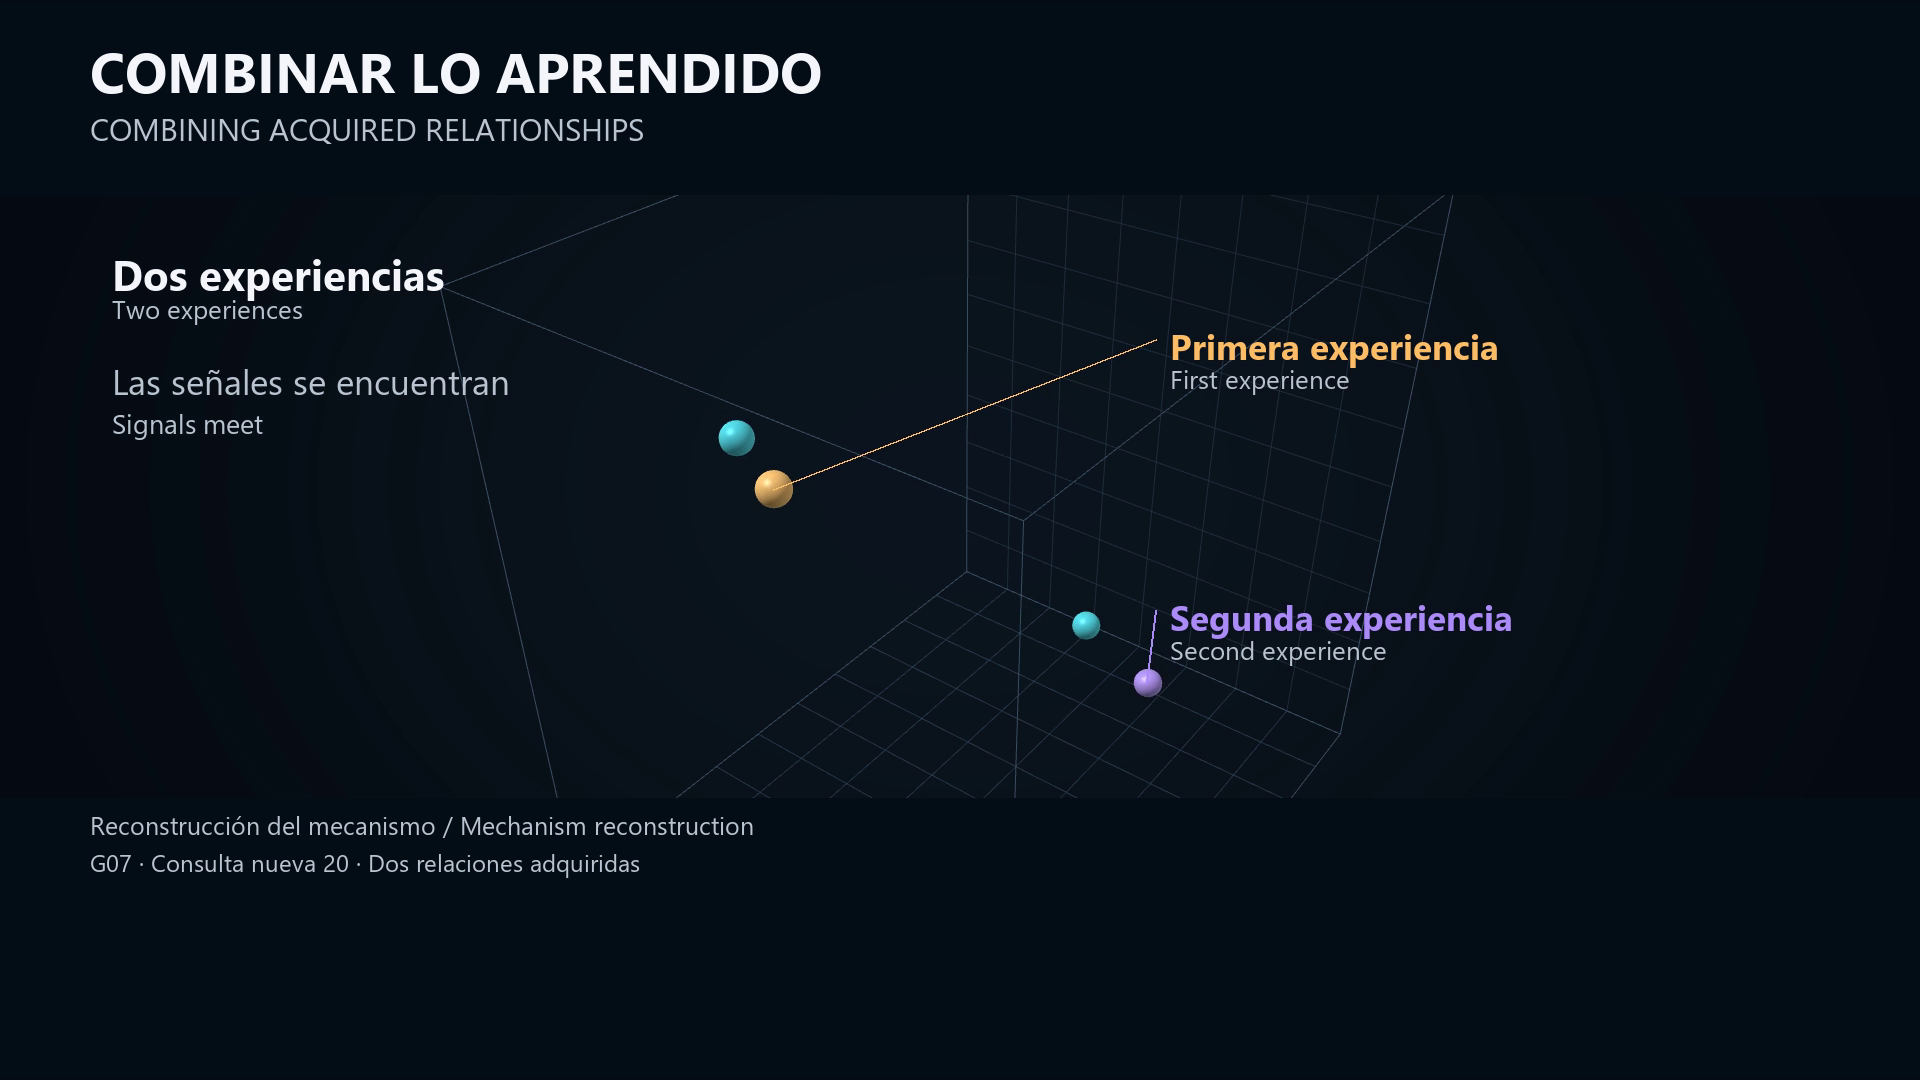 COMBINAR LO APRENDIDO
COMBINING ACQUIRED RELATIONSHIPS
Dos experiencias
Two experiences
Las señales se encuentran
Signals meet
Primera experiencia
First experience
Segunda experiencia
Second experience
Reconstrucción del mecanismo / Mechanism reconstruction
G07 · Consulta nueva 20 · Dos relaciones adquiridas